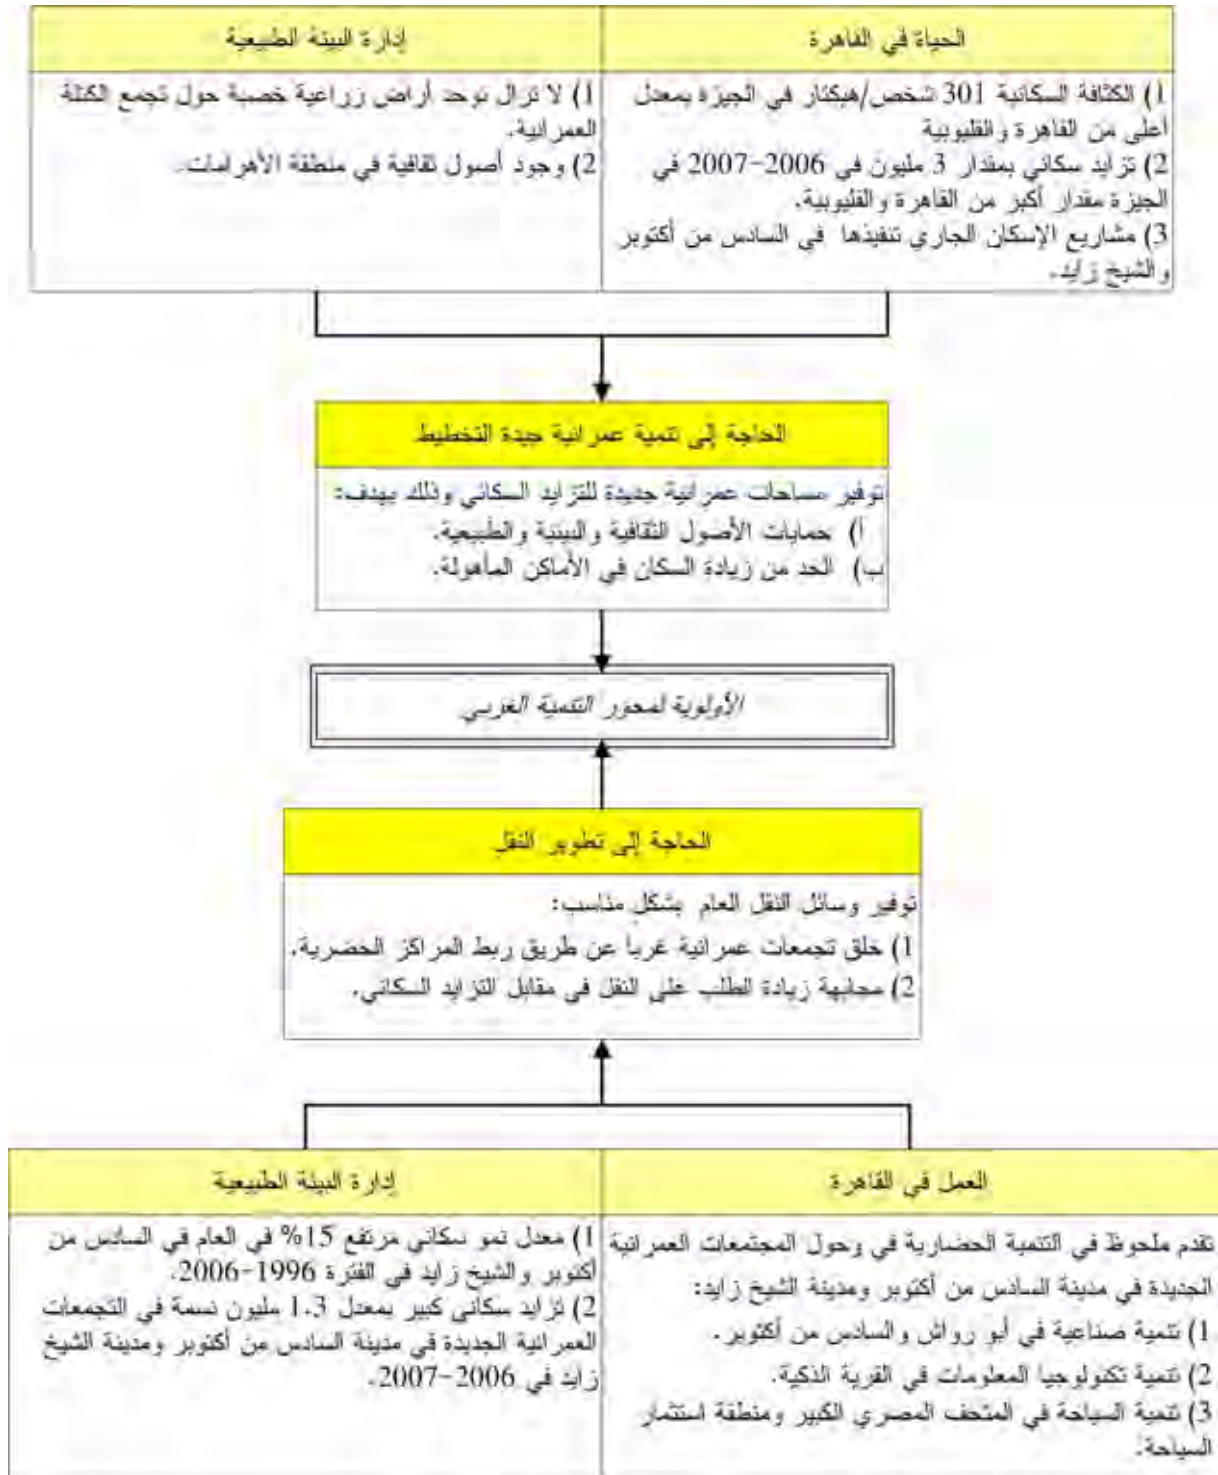 الحياة في القاهرة
1) الكثافة السكانية 301 شخص/هيكتار في الجيزة بمعدل
أعلى من القاهرة والقليوبية
2) تزايد سكاني بمقدار 3 مليون في 2006-2007 في
الجيزة مقدار أكبر من القاهرة والقليوبية.
3) مشاريع الإسكان الجاري تنفيذها في السادس من أكتوبر
والشيخ زايد.
إدارة البيئة الطبيعية
1) لا تزال توجد أراض زراعية خصبة حول تجمع الكتلة
العمرانية.
2) وجود أصول ثقافية في منطقة الأهرامات.
الحاجة إلى تنمية عمرانية جيدة التخطيط
توفير مساحات عمرانية جديدة للتزايد السكاني وذلك بهدف:
أ) حمايات الأصول الثقافية والبيئية والطبيعية.
ب) الحد من زيادة السكان في الأماكن المأهولة.
الأولوية لمحور التنمية الغربي
الحاجة إلى تطوير النقل
توفير وسائل النقل العام بشكل مناسب:
1) خلق تجمعات عمرانية غربا عن طريق ربط المراكز الحضرية.
2) مجابهة زيادة الطلب على النقل في مقابل التزايد السكاني.
العمل في القاهرة
تقدم ملحوظ في التنمية الحضارية في وحول المجتمعات العمرانية
الجديدة في مدينة السادس من أكتوبر ومدينة الشيخ زايد:
1) تنمية صناعية في أبو رواش والسادس من أكتوبر.
2) تنمية تكنولوجيا المعلومات في القرية الذكية.
3) تنمية السياحة في المتحف المصري الكبير ومنطقة استثمار
السياحة.
إدارة البيئة الطبيعية
1) معدل نمو سكاني مرتفع 15% في العام في السادس من
أكتوبر والشيخ زايد في الفترة 1996-2006.
2) تزايد سكاني كبير بمعدل 1.3 مليون نسمة في التجمعات
العمرانية الجديدة في مدينة السادس من أكتوبر ومدينة الشيخ
زايد في 2006-2007.